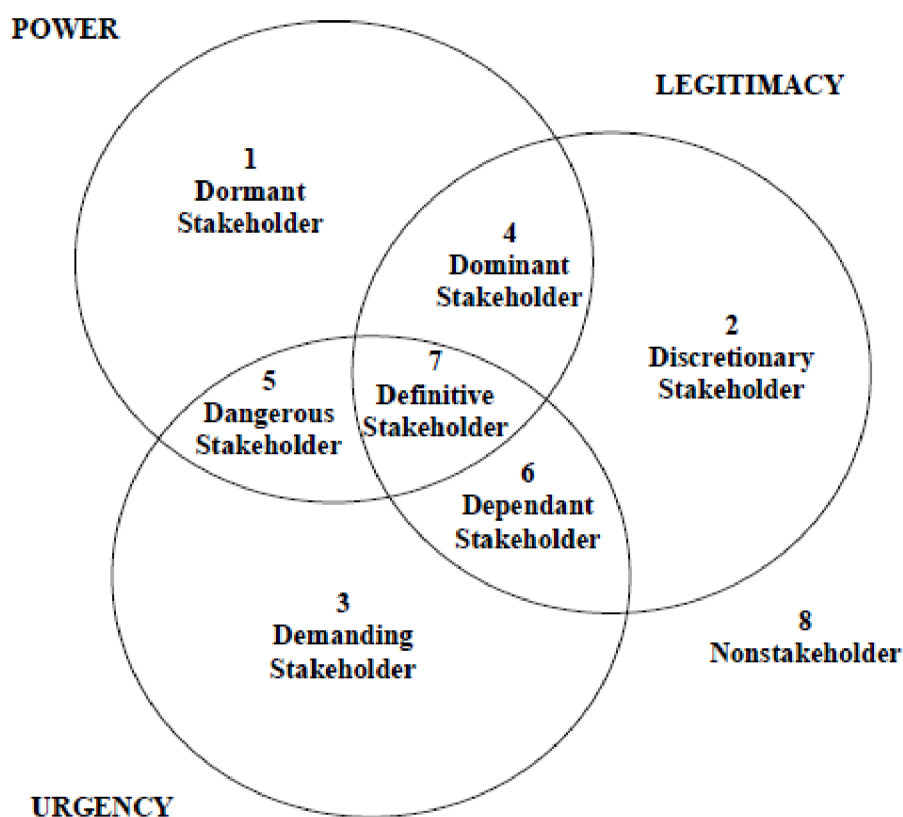 POWER
LEGITIMACY
1
Dormant
Stakeholder
4
Dominant
Stakeholder
2
Discretionary
Stakeholder
7
Definitive
Stakeholder
5
Dangerous
Stakeholder
6
Dependant
Stakeholder
3
Demanding
Stakeholder
8
Nonstakeholder
URGENCY